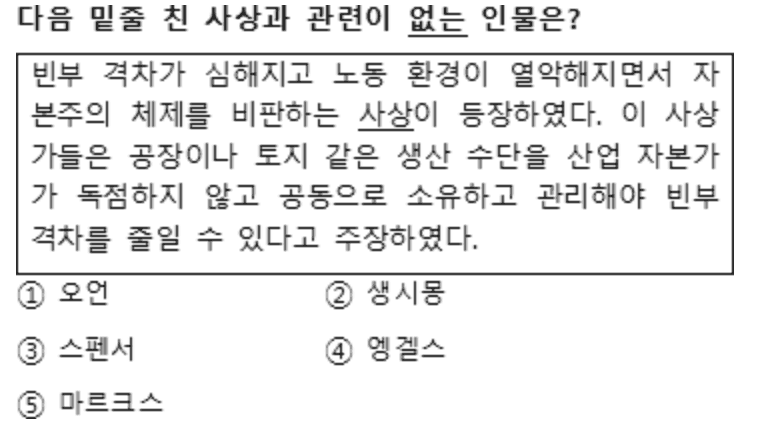 다음 밑줄 친 사상과 관련이 없는 인물은?
빈부 격차가 심해지고 노동 환경이 열악해지면서 자
본주의 체제를 비판하는 사상이 등장하였다. 이 사상
가들은 공장이나 토지 같은 생산 수단을 산업 자본가
가 독점하지 않고 공동으로 소유하고 관리해야 빈부
격차를 줄일 수 있다고 주장하였다.
① 오언 ② 생시몽
③ 스펜서 ④ 엥겔스
⑤ 마르크스